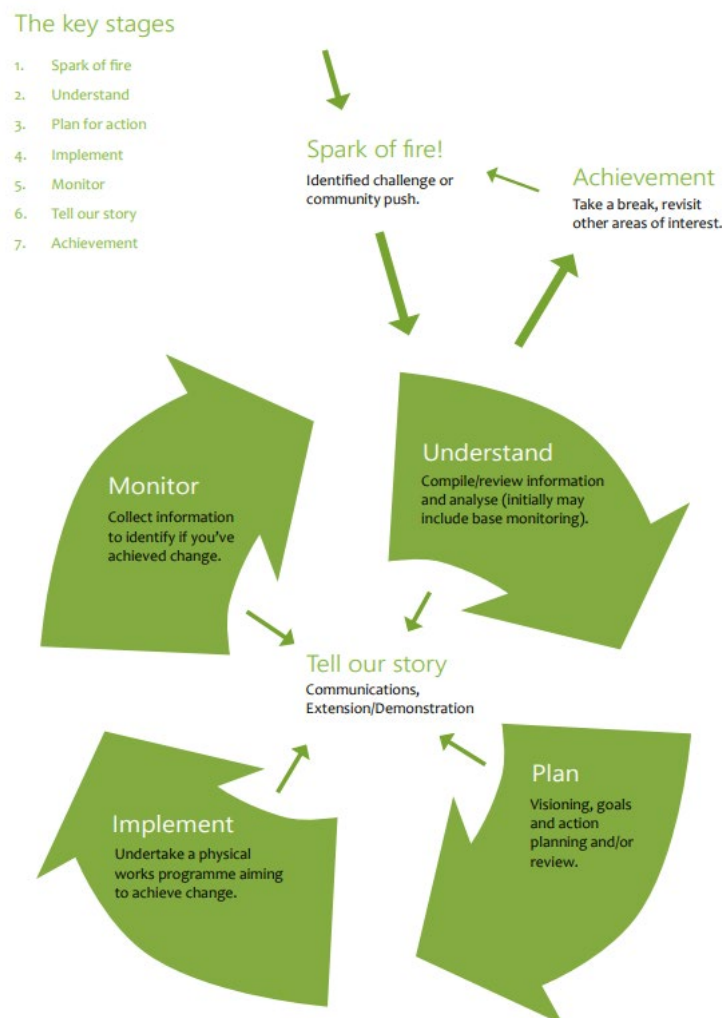 The key stages
1. Spark of fire
2. Understand
3. Plan for action
4. Implement
5. Monitor
6. Tell our story
7. Achievement
Spark of fire!
Identified challenge or
community push.
Achievement
Take a break, revisit
other areas of interest.
Understand
Compile/review information
and analyse (initially may
include base monitoring).
Monitor
Collect information
to identify if you've
achieved change.
Tell our story
Communications,
Extension/Demonstration
Plan
Visioning, goals
and action
planning and/or
review.
Implement
Undertake a physical
works programme aiming
to achieve change.